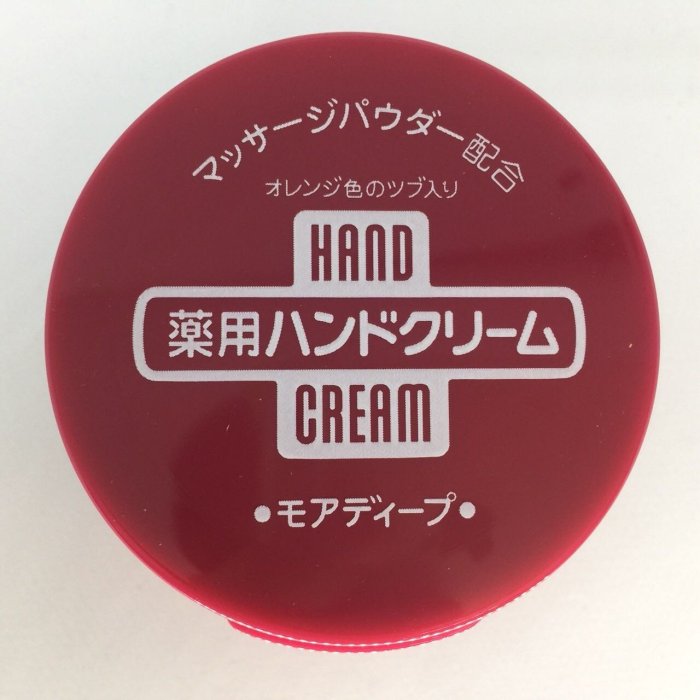 マッサージパウダー配合
オレンジ色のツブ入り
HAND
薬用ハンドクリーム
CREAM
•モアディープ•